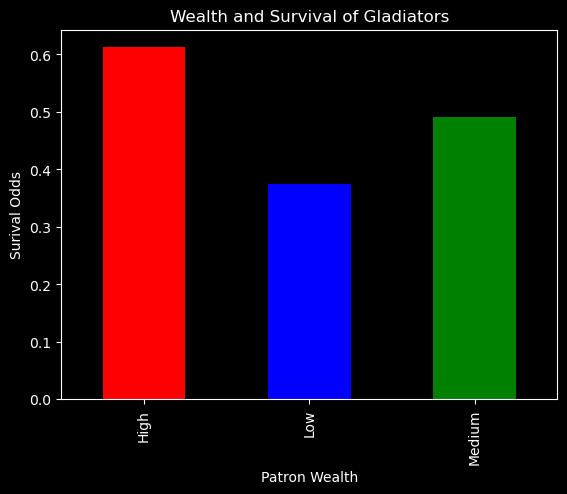 Wealth and Survival of Gladiators
Surival Odds
0.6
0.5
0.4
0.3
0.2
0.1
0.0
High
Low
Medium
Patron Wealth